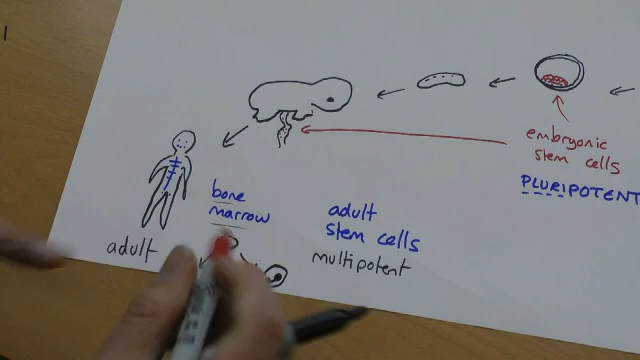 embryonic
stem cells
PLURIPOTENT
bone
marrow
adult
stem cells
multipotent
adult